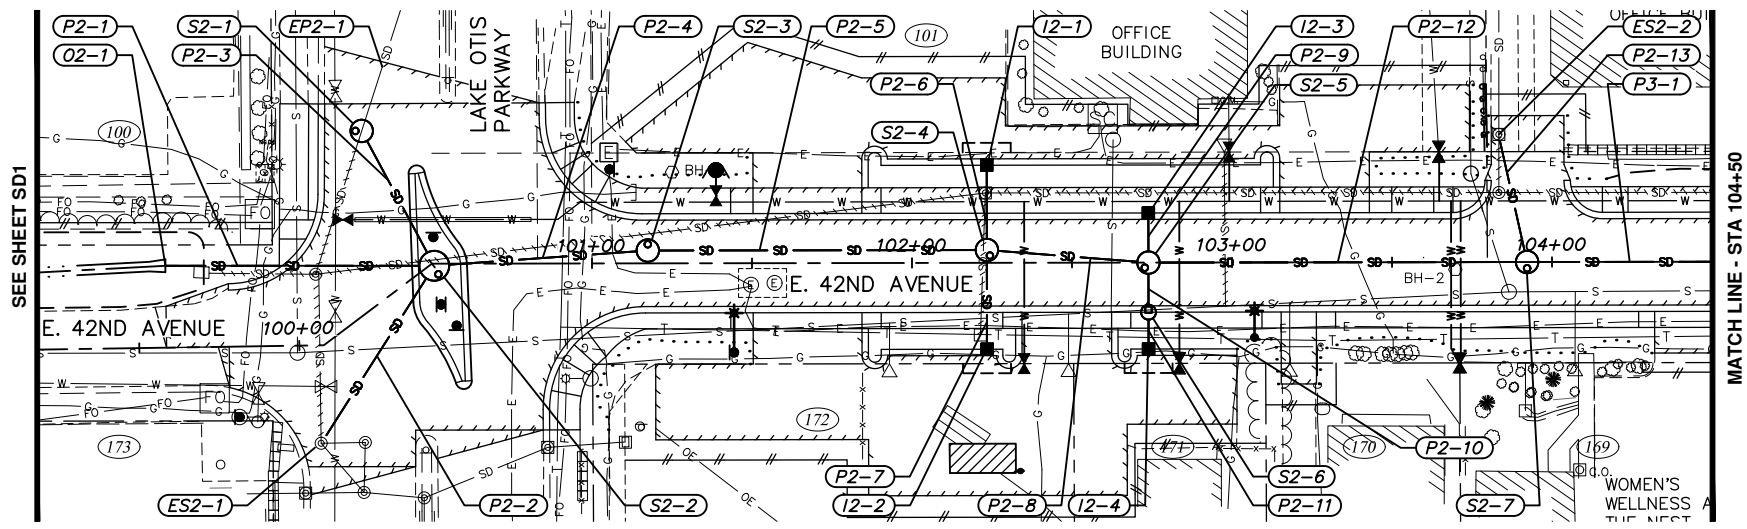 P2-1
S2-1
EP2-1
P2-4
S2-3
P2-5
I2-1
I2-3
P2-12
ES2-2
O2-1
P2-3
P2-6
P2-9
P2-13
S2-5
P3-1
S2-4
LAKE OTIS
PARKWAY
101
OFFICE
BUILDING
100
SEE SHEET SD1
MATCH LINE - STA 104+50
101+00
102+00
103+00
104+00
E. 42ND AVENUE
BH-2
E. 42ND AVENUE
100+00
173
172
171
170
169
P2-10
P2-7
S2-6
ES2-1
P2-2
S2-2
I2-2
P2-8
I2-4
P2-11
S2-7
C.O.
WOMEN'S
WELLNESS A